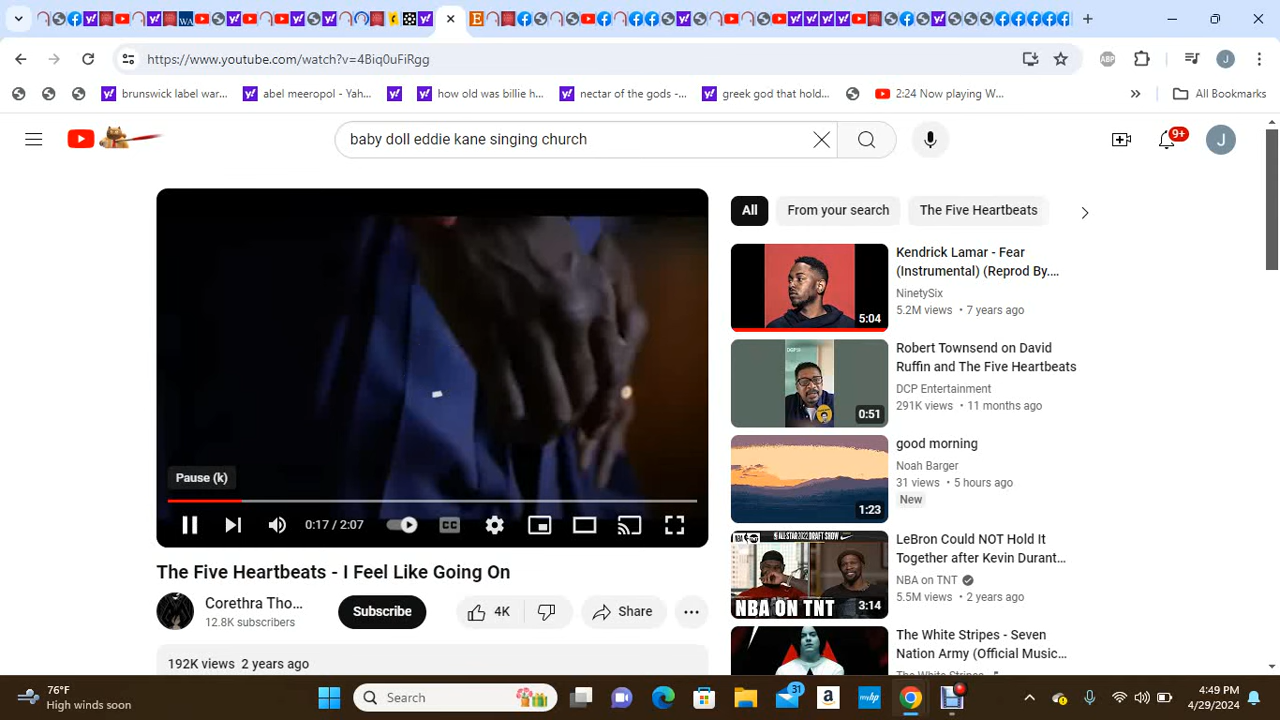 https://www.youtube.com/watch?v=4Biq0uFiRgg
ABP
J
brunswick label war...
abel meeropol - Yah...
how old was billie h...
nectar of the gods -...
greek god that hold...
2:24 Now playing W...
All Bookmarks
baby doll eddie kane singing church
9+
J
All
From your search
The Five Heartbeats
Kendrick Lamar - Fear
(Instrumental) (Reprod By....
NinetySix
5.2M views • 7 years ago
5:04
Robert Townsend on David
Ruffin and The Five Heartbeats
DCP Entertainment
291K views • 11 months ago
0:51
good morning
Noah Barger
31 views • 5 hours ago
New
1:23
LeBron Could NOT Hold It
Together after Kevin Durant...
NBA on TNT
5.5M views • 2 years ago
NBA ON TNT
3:14
The White Stripes - Seven
Nation Army (Official Music...
The White Stripes
Pause (k)
0:17 / 2:07
CC
The Five Heartbeats - I Feel Like Going On
Corethra Tho...
12.8K subscribers
Subscribe
4K
Share
192K views 2 years ago
76°F
High winds soon
Search
31
4:49 PM
4/29/2024